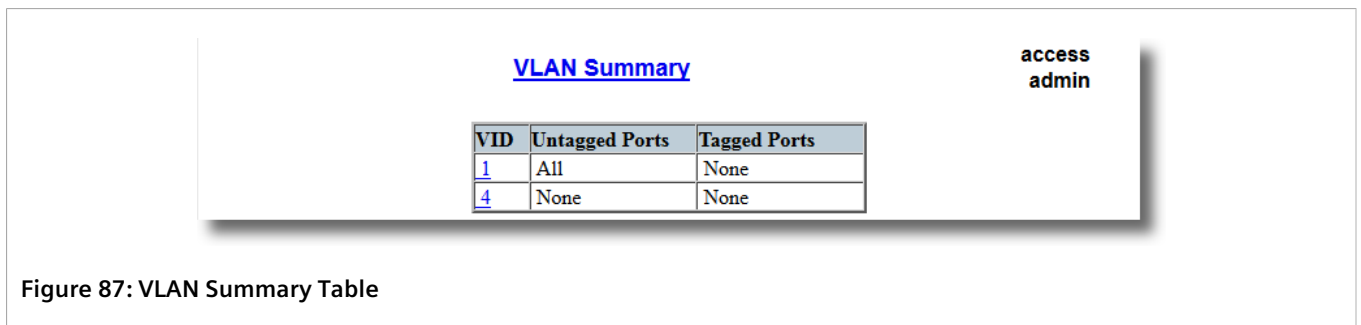 VLAN Summary
access
admin
VID Untagged Ports Tagged Ports
1 All None
4 None None
Figure 87: VLAN Summary Table